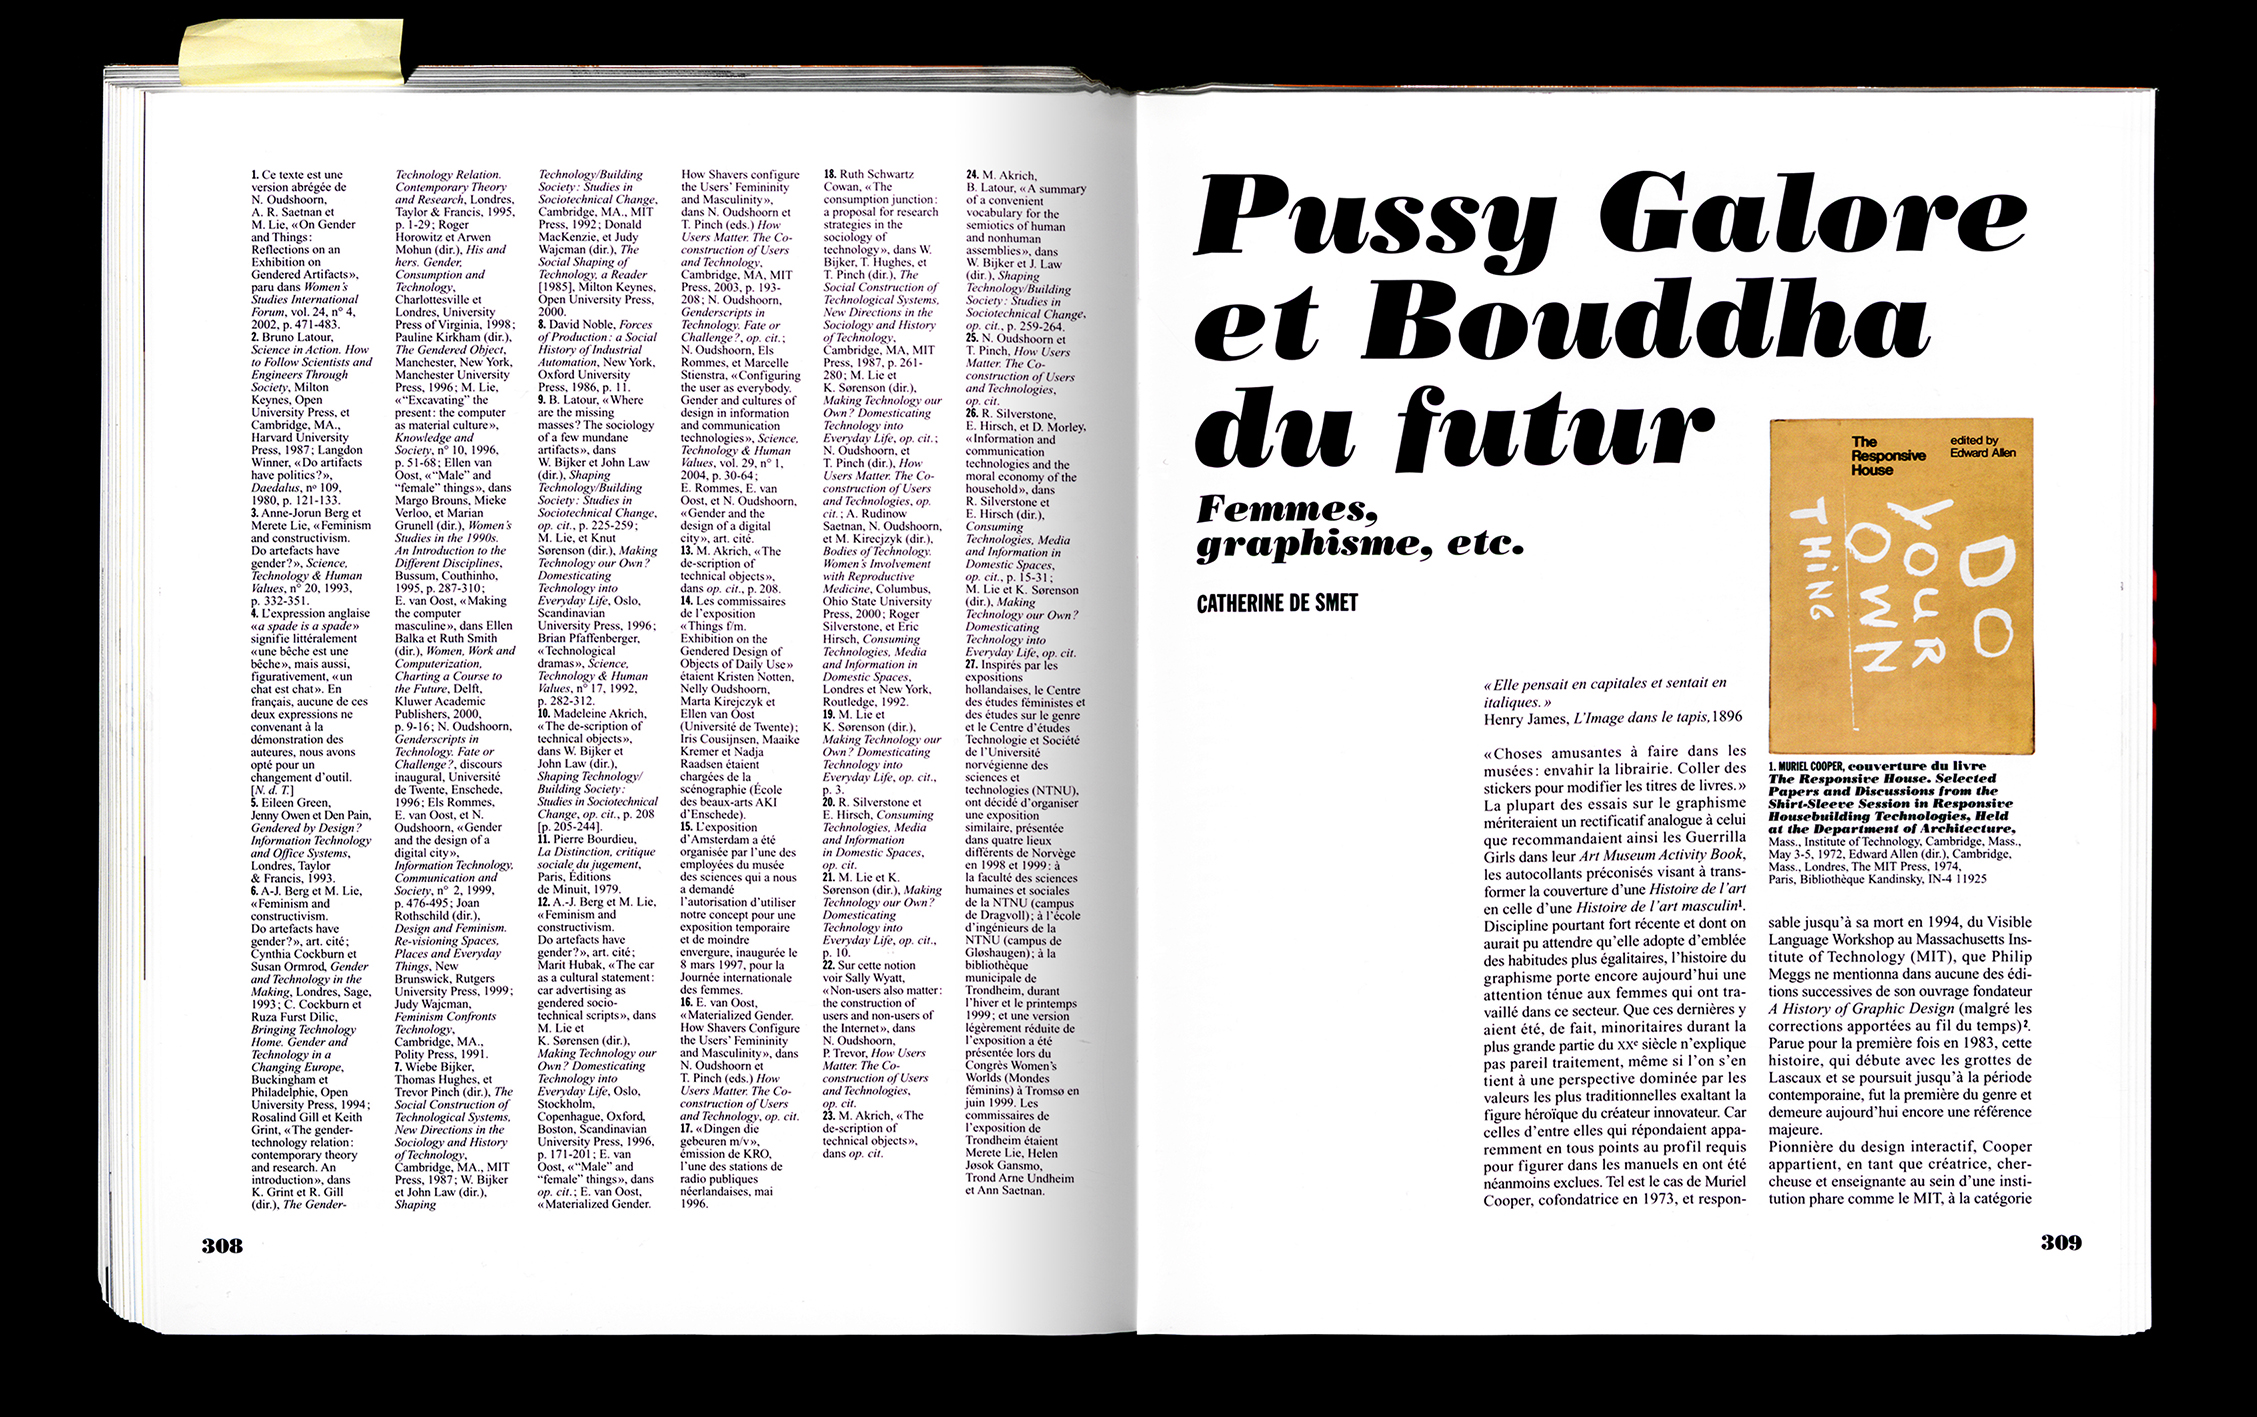 1. Ce texte est une
version abrégée de
N. Oudshoorn,
A. R. Saetnan et
M. Lie, «On Gender
and Things:
Reflections on an
Exhibition on
Gendered Artifacts»,
paru dans Women's
Studies International
Forum, vol. 24, n° 4,
2002, p. 471-483.
2. Bruno Latour,
Science in Action. How
to Follow Scientists and
Engineers Through
Society, Milton
Keynes, Open
University Press, et
Cambridge, MA.,
Harvard University
Press, 1987; Langdon
Winner, «Do artifacts
have politics?»,
Daedalus, nº 109,
1980, p. 121-133.
3. Anne-Jorun Berg et
Merete Lie, «Feminism
and constructivism.
Do artefacts have
gender?», Science,
Technology & Human
Values, n° 20, 1993,
p. 332-351.
4. L'expression anglaise
«a spade is a spade»
signifie littéralement
«une bêche est une
bêche», mais aussi,
figurativement, «un
chat est chat». En
français, aucune de ces
deux expressions ne
convenant à la
démonstration des
auteures, nous avons
opté pour un
changement d'outil.
[N. d. T.]
5. Eileen Green,
Jenny Owen et Den Pain,
Gendered by Design?
Information Technology
and Office Systems,
Londres, Taylor
& Francis, 1993.
6. A-J. Berg et M. Lie,
«Feminism and
constructivism.
Do artefacts have
gender?», art. cité;
Cynthia Cockburn et
Susan Ormrod, Gender
and Technology in the
Making, Londres, Sage,
1993; C. Cockburn et
Ruza Furst Dilic,
Bringing Technology
Home. Gender and
Technology in a
Changing Europe,
Buckingham et
Philadelphie, Open
University Press, 1994;
Rosalind Gill et Keith
Grint, «The gender-
technology relation:
contemporary theory
and research. An
introduction», dans
K. Grint et R. Gill
(dir.), The Gender-
Technology Relation.
Contemporary Theory
and Research, Londres,
Taylor & Francis, 1995,
p. 1-29; Roger
Horowitz et Arwen
Mohun (dir.), His and
hers. Gender,
Consumption and
Technology,
Charlottesville et
Londres, University
Press of Virginia, 1998;
Pauline Kirkham (dir.),
The Gendered Object,
Manchester, New York,
Manchester University
Press, 1996; M. Lie,
«“Excavating” the
present: the computer
as material culture»,
Knowledge and
Society, n° 10, 1996,
p. 51-68; Ellen van
Oost, «“Male” and
“female” things», dans
Margo Brouns, Mieke
Verloo, et Marian
Grunell (dir.), Women's
Studies in the 1990s.
An Introduction to the
Different Disciplines,
Bussum, Couthinho,
1995, p. 287-310;
E. van Oost, «Making
the computer
masculine», dans Ellen
Balka et Ruth Smith
(dir.), Women, Work and
Computerization,
Charting a Course to
the Future, Delft,
Kluwer Academic
Publishers, 2000,
p. 9-16; N. Oudshoorn,
Genderscripts in
Technology. Fate or
Challenge?, discours
inaugural, Université
de Twente, Enschede,
1996; Els Rommes,
E. van Oost, et N.
Oudshoorn, «Gender
and the design of a
digital city»,
Information Technology,
Communication and
Society, n° 2, 1999,
p. 476-495; Joan
Rothschild (dir.),
Design and Feminism.
Re-visioning Spaces,
Places and Everyday
Things, New
Brunswick, Rutgers
University Press, 1999;
Judy Wajcman,
Feminism Confronts
Technology,
Cambridge, MA.,
Polity Press, 1991.
7. Wiebe Bijker,
Thomas Hughes, et
Trevor Pinch (dir.), The
Social Construction of
Technological Systems,
New Directions in the
Sociology and History
of Technology,
Cambridge, MA., MIT
Press, 1987; W. Bijker
et John Law (dir.),
Shaping
Technology/Building
Society: Studies in
Sociotechnical Change,
Cambridge, MA., MIT
Press, 1992; Donald
MacKenzie, et Judy
Wajcman (dir.), The
Social Shaping of
Technology, a Reader
[1985], Milton Keynes,
Open University Press,
2000.
8. David Noble, Forces
of Production: a Social
History of Industrial
Automation, New York,
Oxford University
Press, 1986, p. 11.
9. B. Latour, «Where
are the missing
masses? The sociology
of a few mundane
artifacts», dans
W. Bijker et John Law
(dir.), Shaping
Technology/Building
Society: Studies in
Sociotechnical Change,
op. cit., p. 225-259;
M. Lie, et Knut
Sørenson (dir.), Making
Technology our Own?
Domesticating
Technology into
Everyday Life, Oslo,
Scandinavian
University Press, 1996;
Brian Pfaffenberger,
«Technological
dramas», Science,
Technology & Human
Values, n° 17, 1992,
p. 282-312.
10. Madeleine Akrich,
«The de-scription of
technical objects»,
dans W. Bijker et
John Law (dir.),
Shaping Technology/
Building Society:
Studies in Sociotechnical
Change, op. cit., p. 208
[p. 205-244].
11. Pierre Bourdieu,
La Distinction, critique
sociale du jugement,
Paris, Éditions
de Minuit, 1979.
12. A.-J. Berg et M. Lie,
«Feminism and
constructivism.
Do artefacts have
gender?», art. cité;
Marit Hubak, «The car
as a cultural statement:
car advertising as
gendered socio-
technical scripts», dans
M. Lie et
K. Sørensen (dir.),
Making Technology our
Own? Domesticating
Technology into
Everyday Life, Oslo,
Stockholm,
Copenhague, Oxford,
Boston, Scandinavian
University Press, 1996,
p. 171-201; E. van
Oost, «“Male” and
“female” things», dans
op. cit.; E. van Oost,
«Materialized Gender.
How Shavers configure
the Users' Femininity
and Masculinity»,
dans N. Oudshoorn et
T. Pinch (eds.) How
Users Matter. The Co-
construction of Users
and Technology,
Cambridge, MA, MIT
Press, 2003, p. 193-
208; N. Oudshoorn,
Genderscripts in
Technology. Fate or
Challenge?, op. cit.;
N. Oudshoorn, Els
Rommes, et Marcelle
Stienstra, «Configuring
the user as everybody.
Gender and cultures of
design in information
and communication
technologies», Science,
Technology & Human
Values, vol. 29, n° 1,
2004, p. 30-64;
E. Rommes, E. van
Oost, et N. Oudshoorn,
«Gender and the
design of a digital
city», art. cité.
13. M. Akrich, «The
de-scription of
technical objects»,
dans op. cit., p. 208.
14. Les commissaires
de l'exposition
«Things f/m.
Exhibition on the
Gendered Design of
Objects of Daily Use»
étaient Kristen Notten,
Nelly Oudshoorn,
Marta Kirejczyk et
Ellen van Oost
(Université de Twente);
Iris Cousijnsen, Maaike
Kremer et Nadja
Raadsen étaient
chargées de la
scénographie (École
des beaux-arts AKI
d'Enschede).
15. L'exposition
d'Amsterdam a été
organisée par l'une des
employées du musée
des sciences qui a nous
a demandé
l'autorisation d'utiliser
notre concept pour une
exposition temporaire
et de moindre
envergure, inaugurée le
8 mars 1997, pour la
Journée internationale
des femmes.
16. E. van Oost,
«Materialized Gender.
How Shavers Configure
the Users' Femininity
and Masculinity», dans
N. Oudshoorn et
T. Pinch (eds.) How
Users Matter. The Co-
construction of Users
and Technology, op. cit.
17. «Dingen die
gebeuren m/v»,
émission de KRO,
l'une des stations de
radio publiques
néerlandaises, mai
1996.
18. Ruth Schwartz
Cowan, «The
consumption junction:
a proposal for research
strategies in the
sociology of
technology», dans W.
Bijker, T. Hughes, et
T. Pinch (dir.), The
Social Construction of
Technological Systems,
New Directions in the
Sociology and History
of Technology,
Cambridge, MA, MIT
Press, 1987, p. 261-
280; M. Lie et
K. Sørenson (dir.),
Making Technology our
Own? Domesticating
Technology into
Everyday Life, op. cit.;
N. Oudshoorn, et
T. Pinch (dir.), How
Users Matter. The Co-
construction of Users
and Technologies, op.
cit.; A. Rudinow
Saetnan, N. Oudshoorn,
et M. Kirecjzyk (dir.),
Bodies of Technology.
Women's Involvement
with Reproductive
Medicine, Columbus,
Ohio State University
Press, 2000; Roger
Silverstone, et Eric
Hirsch, Consuming
Technologies, Media
and Information in
Domestic Spaces,
Londres et New York,
Routledge, 1992.
19. M. Lie et
K. Sørenson (dir.),
Making Technology our
Own? Domesticating
Technology into
Everyday Life, op. cit.,
p. 3.
20. R. Silverstone et
E. Hirsch, Consuming
Technologies, Media
and Information
in Domestic Spaces,
op. cit.
21. M. Lie et K.
Sørenson (dir.), Making
Technology our Own?
Domesticating
Technology into
Everyday Life, op. cit.,
p. 10.
22. Sur cette notion
voir Sally Wyatt,
«Non-users also matter:
the construction of
users and non-users of
the Internet», dans
N. Oudshoorn,
P. Trevor, How Users
Matter. The Co-
construction of Users
and Technologies,
op. cit.
23. M. Akrich, «The
de-scription of
technical objects»,
dans op. cit.
24. M. Akrich,
B. Latour, «A summary
of a convenient
vocabulary for the
semiotics of human
and nonhuman
assemblies», dans
W. Bijker et J. Law
(dir.), Shaping
Technology/Building
Society: Studies in
Sociotechnical Change,
op. cit., p. 259-264.
25. N. Oudshoorn et
T. Pinch, How Users
Matter. The Co-
construction of Users
and Technologies,
op. cit.
26. R. Silverstone,
E. Hirsch, et D. Morley,
«Information and
communication
technologies and the
moral economy of the
household», dans
R. Silverstone et
E. Hirsch (dir.),
Consuming
Technologies, Media
and Information in
Domestic Spaces,
op. cit., p. 15-31;
M. Lie et K. Sørenson
(dir.), Making
Technology our Own?
Domesticating
Technology into
Everyday Life, op. cit.
27. Inspirés par les
expositions
hollandaises, le Centre
des études féministes et
des études sur le genre
et le Centre d'études
Technologie et Société
de l'Université
norvégienne des
sciences et
technologies (NTNU),
ont décidé d'organiser
une exposition
similaire, présentée
dans quatre lieux
différents de Norvège
en 1998 et 1999: à
la faculté des sciences
humaines et sociales
de la NTNU (campus
de Dragvoll); à l'école
d'ingénieurs de la
NTNU (campus de
Gløshaugen); à la
bibliothèque
municipale de
Trondheim, durant
l'hiver et le printemps
1999; et une version
légèrement réduite de
l'exposition a été
présentée lors du
Congrès Women's
Worlds (Mondes
féminins) à Tromsø en
juin 1999. Les
commissaires de
l'exposition de
Trondheim étaient
Merete Lie, Helen
Jøsok Gansmo,
Trond Arne Undheim
et Ann Saetnan.
308
Pussy Galore
et Bouddha
du futur
Femmes,
graphisme, etc.
CATHERINE DE SMET
«Elle pensait en capitales et sentait en
italiques.»
Henry James, L'Image dans le tapis, 1896
«Choses amusantes à faire dans les
musées: envahir la librairie. Coller des
stickers pour modifier les titres de livres.»
La plupart des essais sur le graphisme
mériteraient un rectificatif analogue à celui
que recommandaient ainsi les Guerrilla
Girls dans leur Art Museum Activity Book,
les autocollants préconisés visant à trans-
former la couverture d'une Histoire de l'art
en celle d'une Histoire de l'art masculin¹.
Discipline pourtant fort récente et dont on
aurait pu attendre qu'elle adopte d'emblée
des habitudes plus égalitaires, l'histoire du
graphisme porte encore aujourd'hui une
attention ténue aux femmes qui ont tra-
vaillé dans ce secteur. Que ces dernières y
aient été, de fait, minoritaires durant la
plus grande partie du XXe siècle n'explique
pas pareil traitement, même si l'on s'en
tient à une perspective dominée par les
valeurs les plus traditionnelles exaltant la
figure héroïque du créateur innovateur. Car
celles d'entre elles qui répondaient appa-
remment en tous points au profil requis
pour figurer dans les manuels en ont été
néanmoins exclues. Tel est le cas de Muriel
Cooper, cofondatrice en 1973, et respon-
The
Responsive
House
edited by
Edward Allen
DO
YOUR
OWN
THiNG
1. MURIEL COOPER, couverture du livre
The Responsive House. Selected
Papers and Discussions from the
Shirt-Sleeve Session in Responsive
Housebuilding Technologies, Held
at the Department of Architecture,
Mass., Institute of Technology, Cambridge, Mass.,
May 3-5, 1972, Edward Allen (dir.), Cambridge,
Mass., Londres, The MIT Press, 1974,
Paris, Bibliothèque Kandinsky, IN-4 11925
sable jusqu'à sa mort en 1994, du Visible
Language Workshop au Massachusetts Ins-
titute of Technology (MIT), que Philip
Meggs ne mentionna dans aucune des édi-
tions successives de son ouvrage fondateur
A History of Graphic Design (malgré les
corrections apportées au fil du temps)².
Parue pour la première fois en 1983, cette
histoire, qui débute avec les grottes de
Lascaux et se poursuit jusqu'à la période
contemporaine, fut la première du genre et
demeure aujourd'hui encore une référence
majeure.
Pionnière du design interactif, Cooper
appartient, en tant que créatrice, cher-
cheuse et enseignante au sein d'une insti-
tution phare comme le MIT, à la catégorie
309